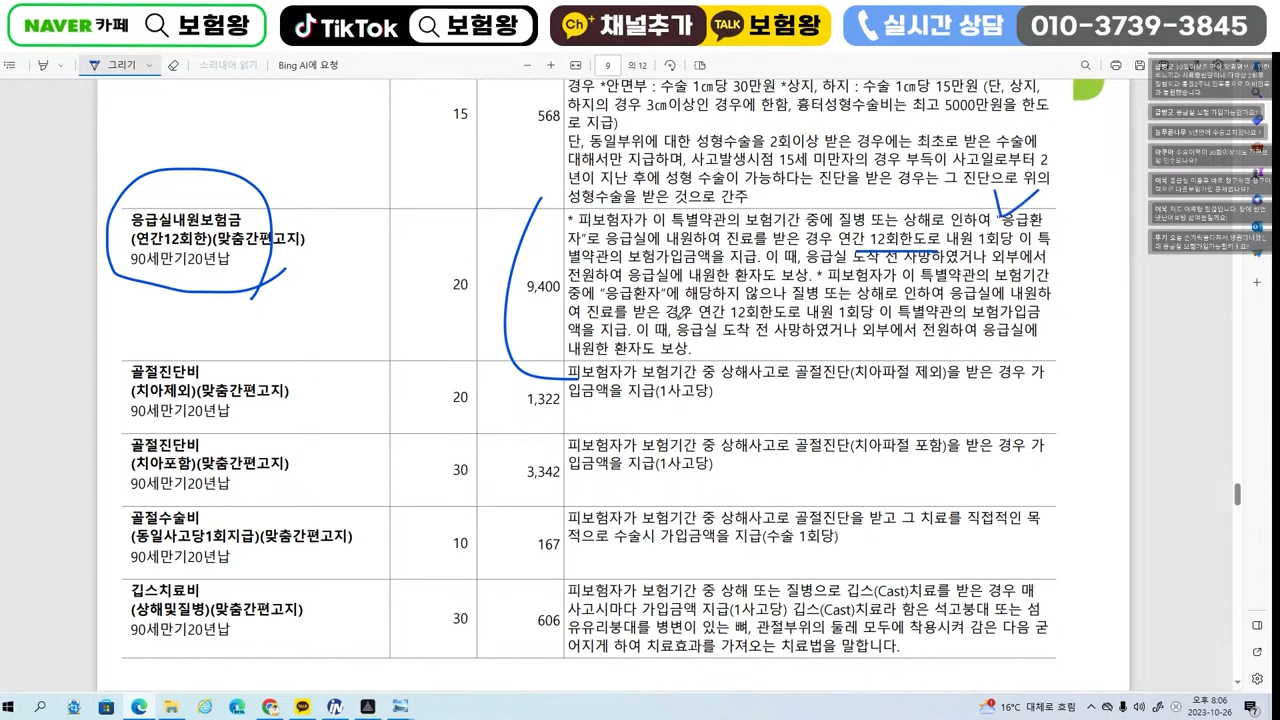 NAVER 카페 보험왕
TikTok 보험왕
Ch+ 채널추가 TALK 보험왕
실시간 상담 010-3739-3845
그리기
소리내어 읽기
Bing AI에 요청
9 의 12
경우 *안면부 : 수술 1㎝당 30만원 *상지, 하지 : 수술 1㎝당 15만원 (단, 상지,
하지의 경우 3㎝이상인 경우에 한함, 흉터성형수술비는 최고 5000만원을 한도
로 지급)
단, 동일부위에 대한 성형수술을 2회이상 받은 경우에는 최초로 받은 수술에
대해서만 지급하며, 사고발생시점 15세 미만자의 경우 부득이 사고일로부터 2
년이 지난 후에 성형 수술이 가능하다는 진단을 받은 경우는 그 진단으로 위의
성형수술을 받은 것으로 간주
15
568
응급실내원보험금
(연간12회한)(맞춤간편고지)
90세만기20년납
20
9,400
* 피보험자가 이 특별약관의 보험기간 중에 질병 또는 상해로 인하여 "응급환
자"로 응급실에 내원하여 진료를 받은 경우 연간 12회한도로 내원 1회당 이 특
별약관의 보험가입금액을 지급. 이 때, 응급실 도착 전 사망하였거나 외부에서
전원하여 응급실에 내원한 환자도 보상. * 피보험자가 이 특별약관의 보험기간
중에 "응급환자"에 해당하지 않으나 질병 또는 상해로 인하여 응급실에 내원하
여 진료를 받은 경우 연간 12회한도로 내원 1회당 이 특별약관의 보험가입금
액을 지급. 이 때, 응급실 도착 전 사망하였거나 외부에서 전원하여 응급실에
내원한 환자도 보상.
골절진단비
(치아제외)(맞춤간편고지)
90세만기20년납
20
1,322
피보험자가 보험기간 중 상해사고로 골절진단(치아파절 제외)을 받은 경우 가
입금액을 지급(1사고당)
골절진단비
(치아포함)(맞춤간편고지)
90세만기20년납
30
3,342
피보험자가 보험기간 중 상해사고로 골절진단(치아파절 포함)을 받은 경우 가
입금액을 지급(1사고당)
골절수술비
(동일사고당1회지급)(맞춤간편고지)
90세만기20년납
10
167
피보험자가 보험기간 중 상해사고로 골절진단을 받고 그 치료를 직접적인 목
적으로 수술시 가입금액을 지급(수술 1회당)
깁스치료비
(상해및질병)(맞춤간편고지)
90세만기20년납
30
606
피보험자가 보험기간 중 상해 또는 질병으로 깁스(Cast)치료를 받은 경우 매
사고시마다 가입금액 지급(1사고당) 깁스(Cast)치료라 함은 석고붕대 또는 섬
유유리붕대를 병변이 있는 뼈, 관절부위의 둘레 모두에 착용시켜 감은 다음 굳
어지게 하여 치료효과를 가져오는 치료법을 말합니다.
16℃ 대체로 흐림
오후 8:06
2023-10-26